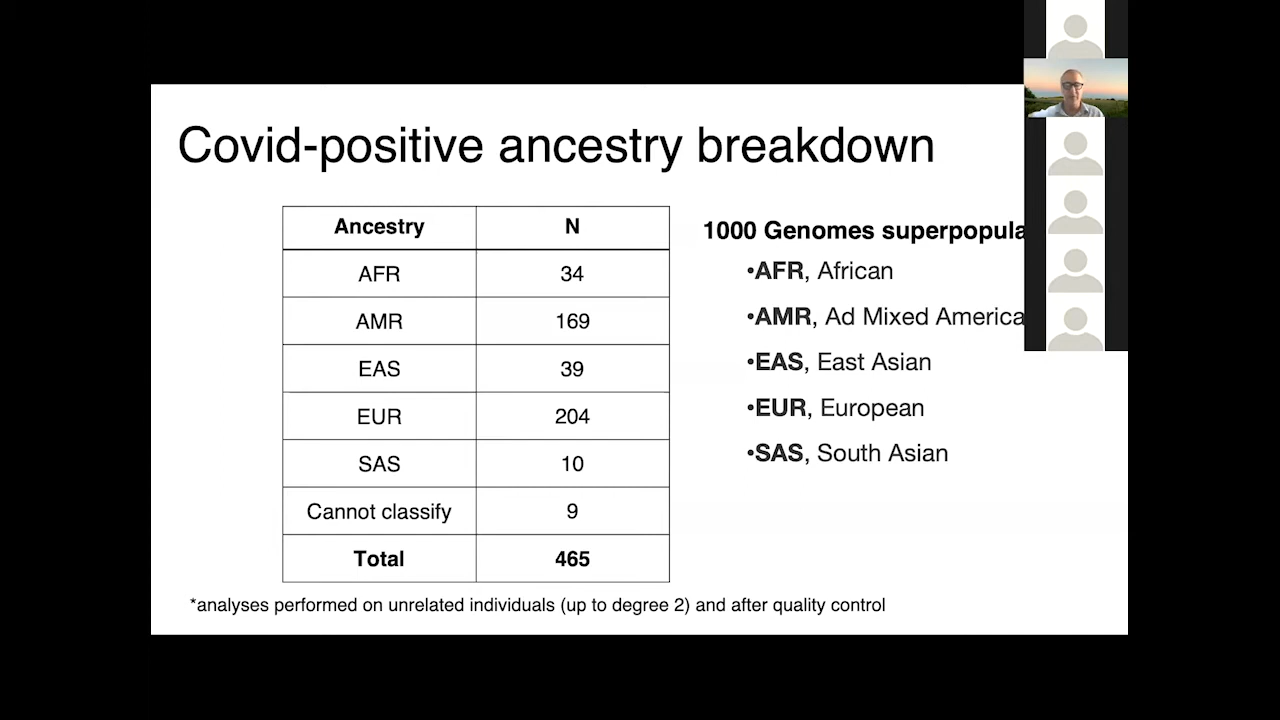 Covid-positive ancestry breakdown
Ancestry N
AFR 34
AMR 169
EAS 39
EUR 204
SAS 10
Cannot classify 9
Total 465
1000 Genomes superpopula
•AFR, African
•AMR, Ad Mixed America
•EAS, East Asian
•EUR, European
•SAS, South Asian
*analyses performed on unrelated individuals (up to degree 2) and after quality control